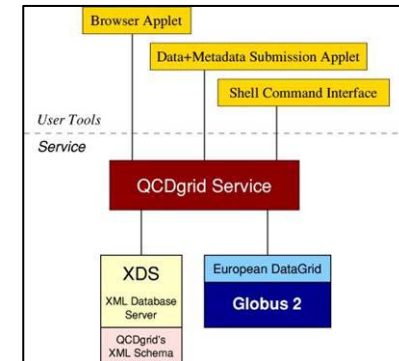 Browser Applet
Data+Metadata Submission Applet
Shell Command Interface
User Tools
Service
QCDgrid Service
XDS
XML Database
Server
QCDgrid's
XML Schema
European DataGrid
Globus 2